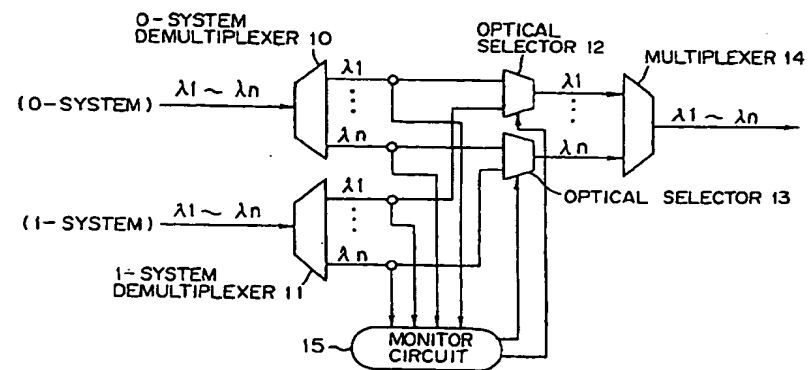 0-SYSTEM
DEMULTIPLEXER 10
OPTICAL
SELECTOR 12
MULTIPLEXER 14
λ1
⋮
λn
λ1
⋮
λn
(0-SYSTEM)
λ1 ~ λn
λ1 ~ λn
OPTICAL SELECTOR 13
(1-SYSTEM)
λ1 ~ λn
λ1
⋮
λn
1-SYSTEM
DEMULTIPLEXER 11
15
MONITOR
CIRCUIT